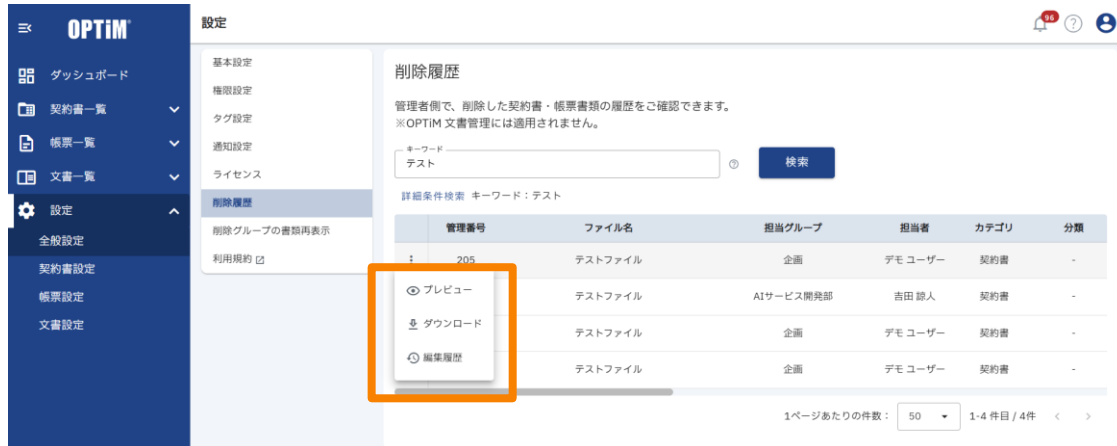 OPTiM
設定
96
ダッシュボード
契約書一覧
帳票一覧
文書一覧
設定
全般設定
契約書設定
帳票設定
文書設定
基本設定
権限設定
タグ設定
通知設定
ライセンス
削除履歴
削除グループの書類再表示
利用規約
削除履歴
管理者側で、削除した契約書・帳票書類の履歴をご確認できます。
※OPTiM 文書管理には適用されません。
キーワード
テスト
検索
詳細条件検索 キーワード：テスト
管理番号 ファイル名 担当グループ 担当者 カテゴリ 分類
205 テストファイル 企画 デモ ユーザー 契約書 -
テストファイル AIサービス開発部 吉田 諒人 契約書 -
テストファイル 企画 デモ ユーザー 契約書 -
テストファイル 企画 デモ ユーザー 契約書 -
プレビュー
ダウンロード
編集履歴
1ページあたりの件数： 50 1-4 件目 / 4件